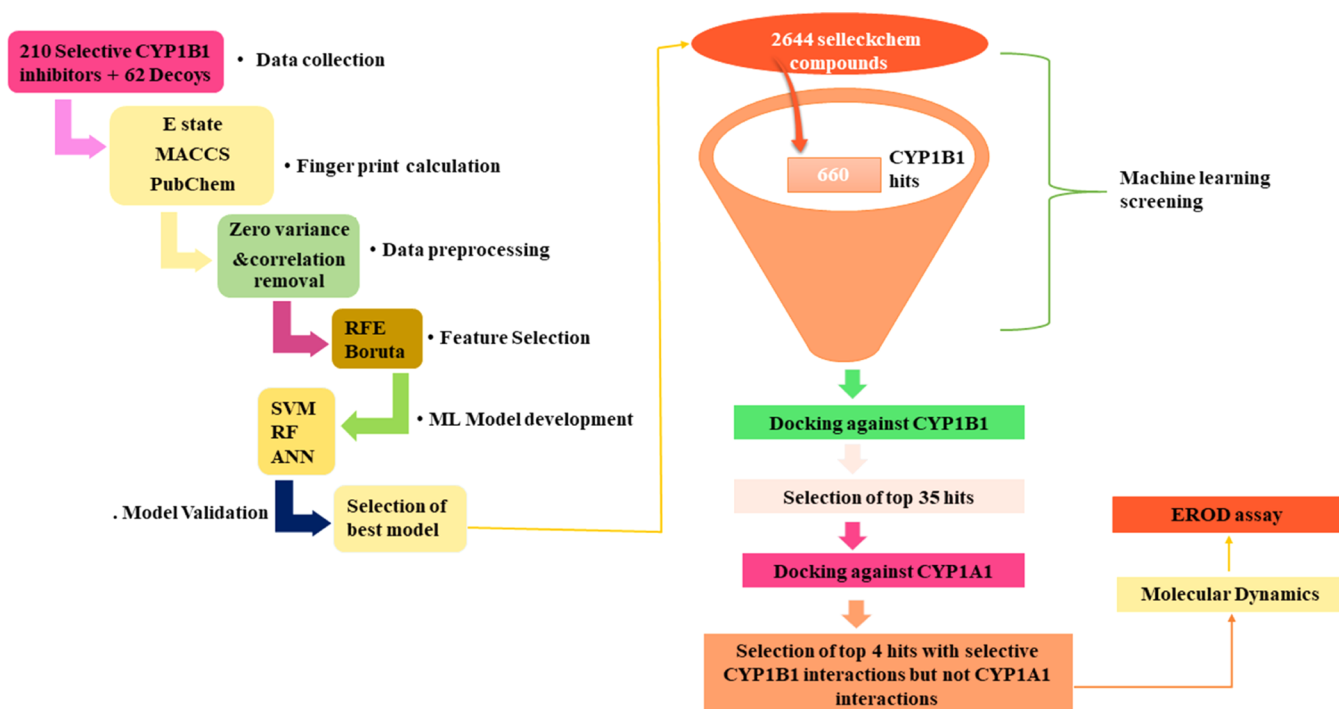 210 Selective CYP1B1
inhibitors + 62 Decoys
• Data collection
E state
MACCS
PubChem
• Finger print calculation
Zero variance
&correlation
removal
• Data preprocessing
RFE
Boruta
• Feature Selection
SVM
RF
ANN
• ML Model development
. Model Validation
Selection of
best model
2644 selleckchem
compounds
660
CYP1B1
hits
Machine learning
screening
Docking against CYP1B1
Selection of top 35 hits
Docking against CYP1A1
Selection of top 4 hits with selective
CYP1B1 interactions but not CYP1A1
interactions
EROD assay
Molecular Dynamics